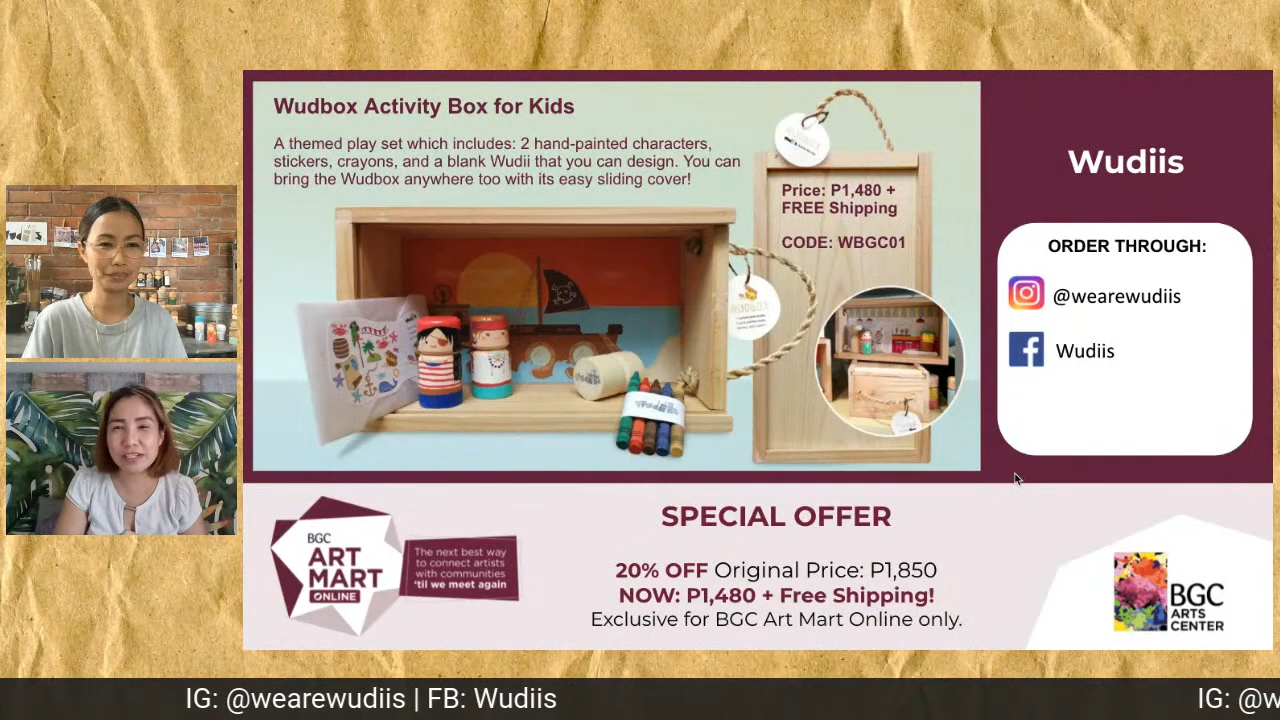 Wudbox Activity Box for Kids
A themed play set which includes: 2 hand-painted characters,
stickers, crayons, and a blank Wudii that you can design. You can
bring the Wudbox anywhere too with its easy sliding cover!
Price: P1,480 +
FREE Shipping
CODE: WBGC01
Wudiis
ORDER THROUGH:
@wearewudiis
Wudiis
BGC
ART
MART
ONLINE
The next best way
to connect artists
with communities
'til we meet again
SPECIAL OFFER
20% OFF Original Price: P1,850
NOW: P1,480 + Free Shipping!
Exclusive for BGC Art Mart Online only.
BGC
ARTS
CENTER
IG: @wearewudiis | FB: Wudiis
IG: @w